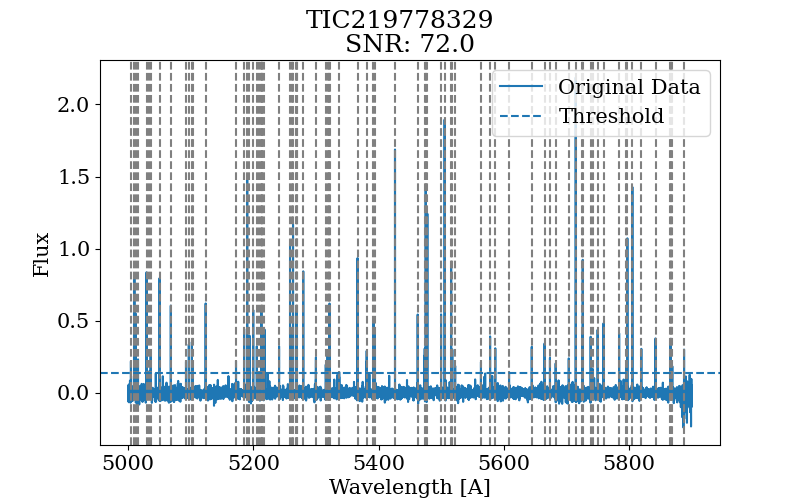 TIC219778329
SNR: 72.0
Original Data
Threshold
Flux
2.0
1.5
1.0
0.5
0.0
5000 5200 5400 5600 5800
Wavelength [A]